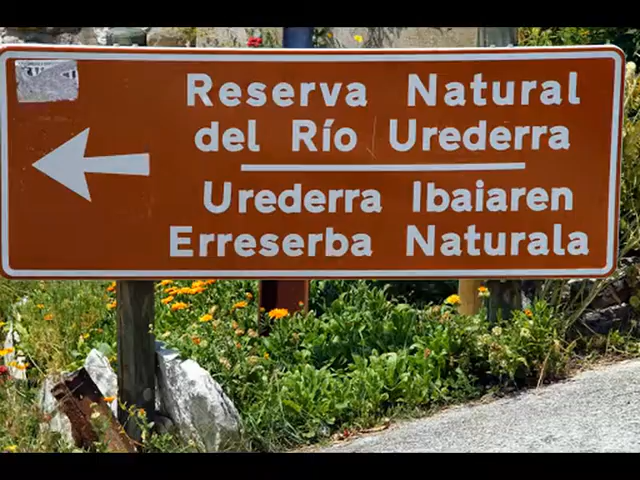 Reserva Natural
del Río Urederra
Urederra Ibaiaren
Erreserba Naturala